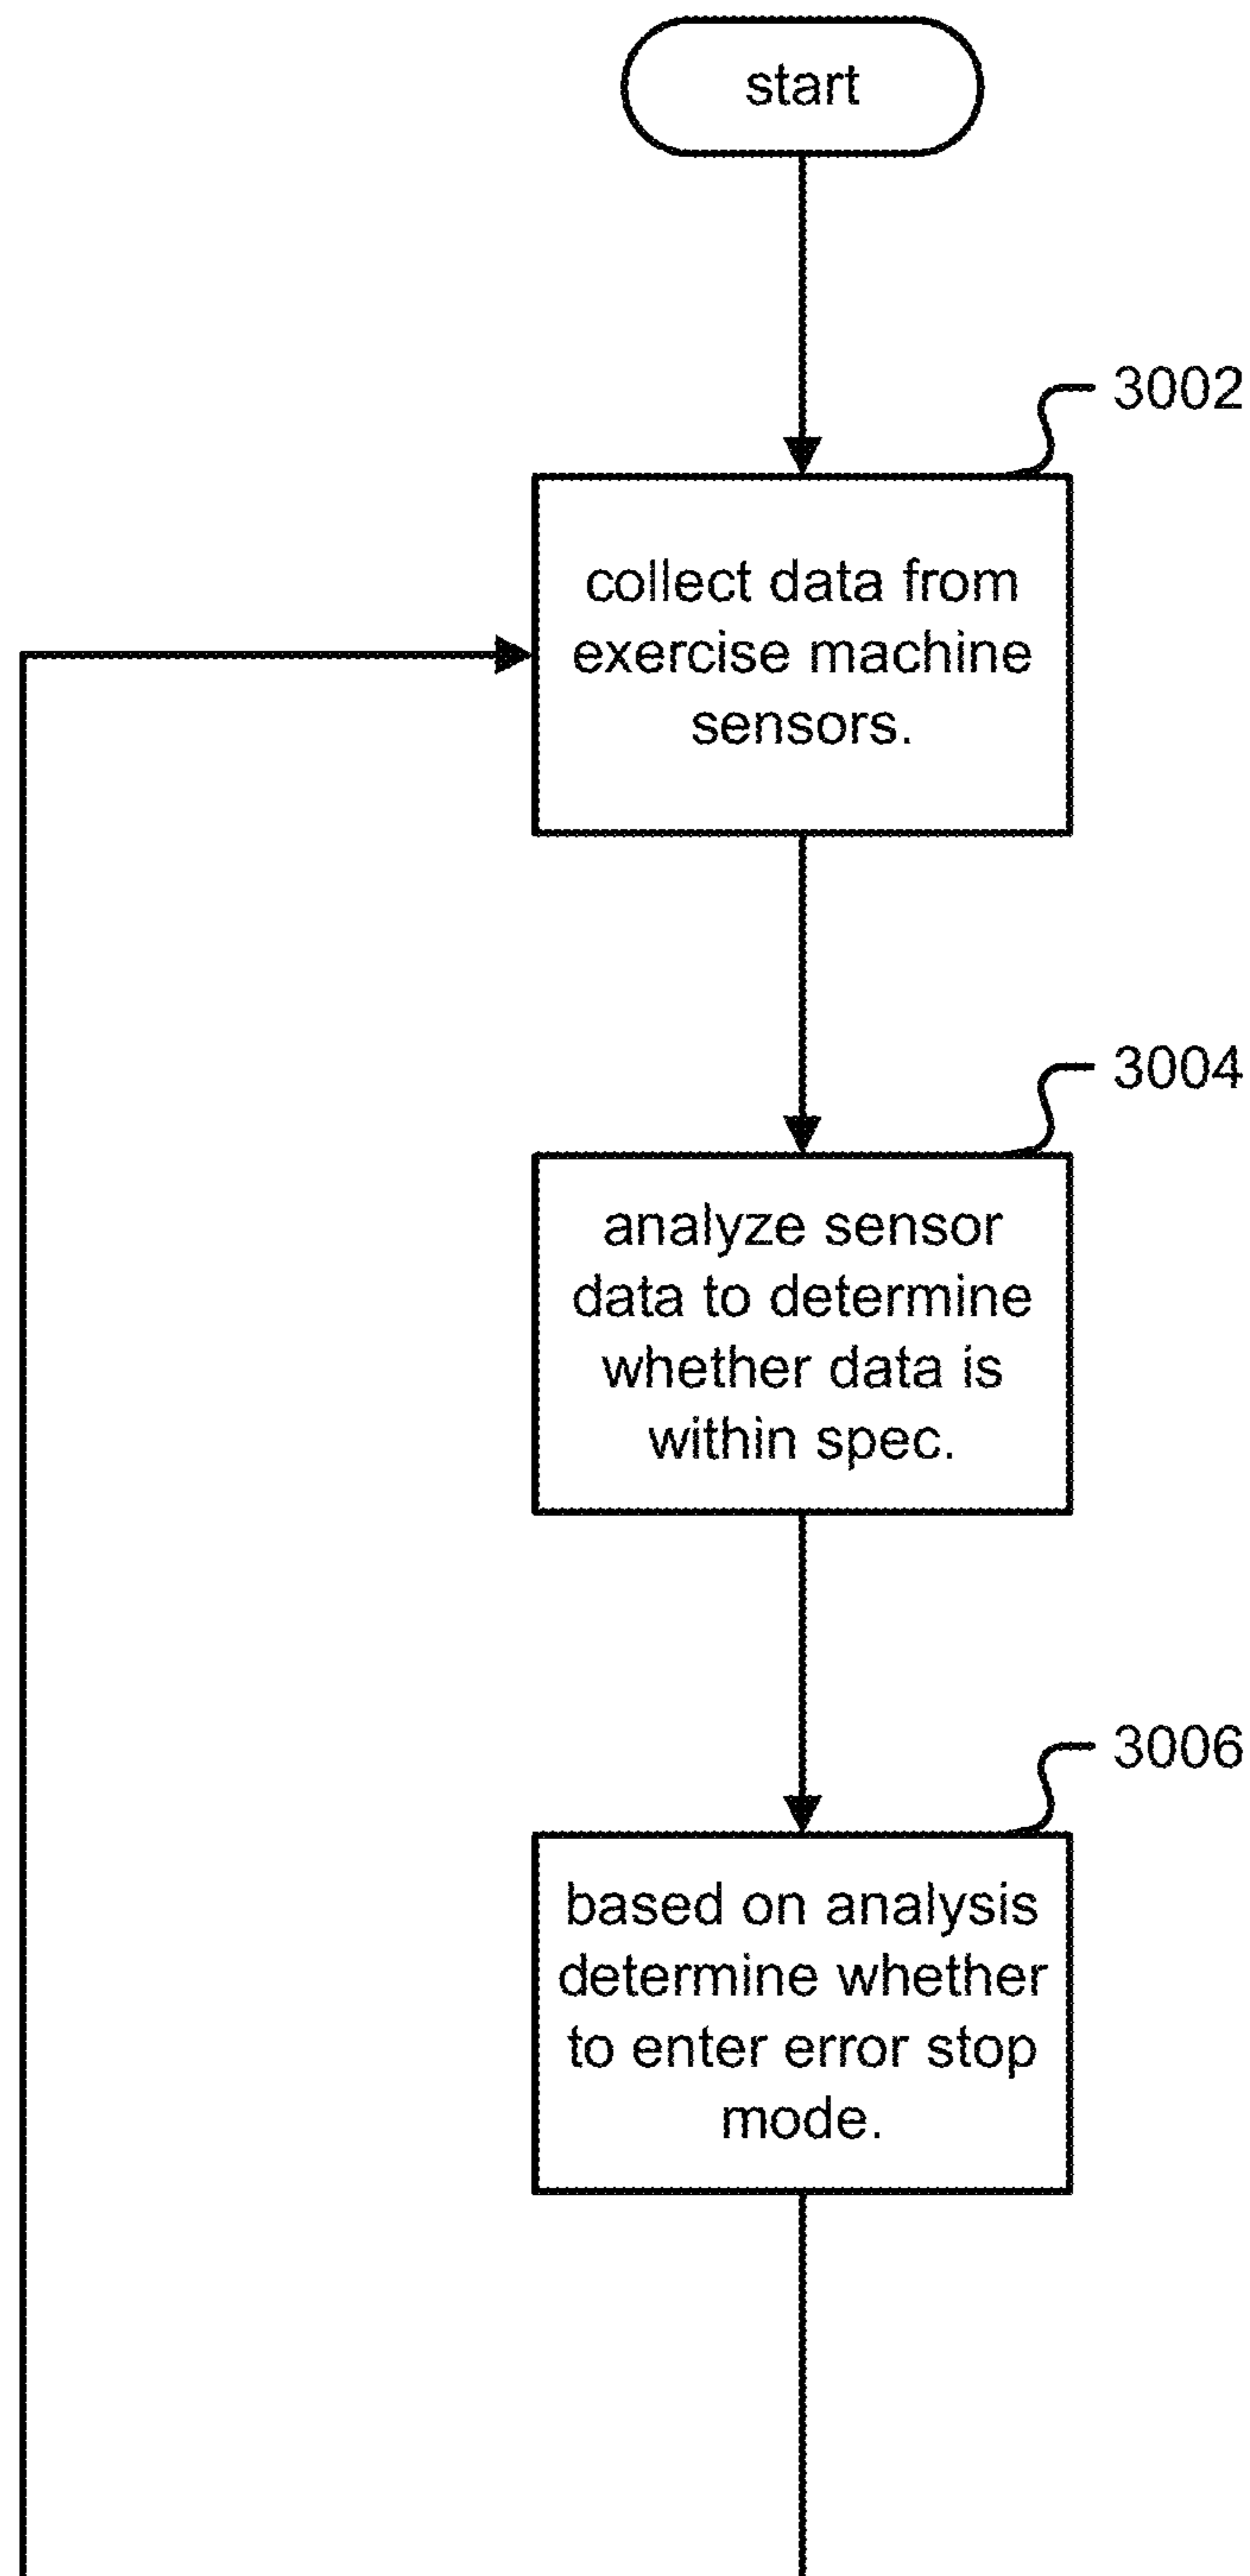 start
3002
collect data from
exercise machine
sensors.
3004
analyze sensor
data to determine
whether data is
within spec.
3006
based on analysis
determine whether
to enter error stop
mode.